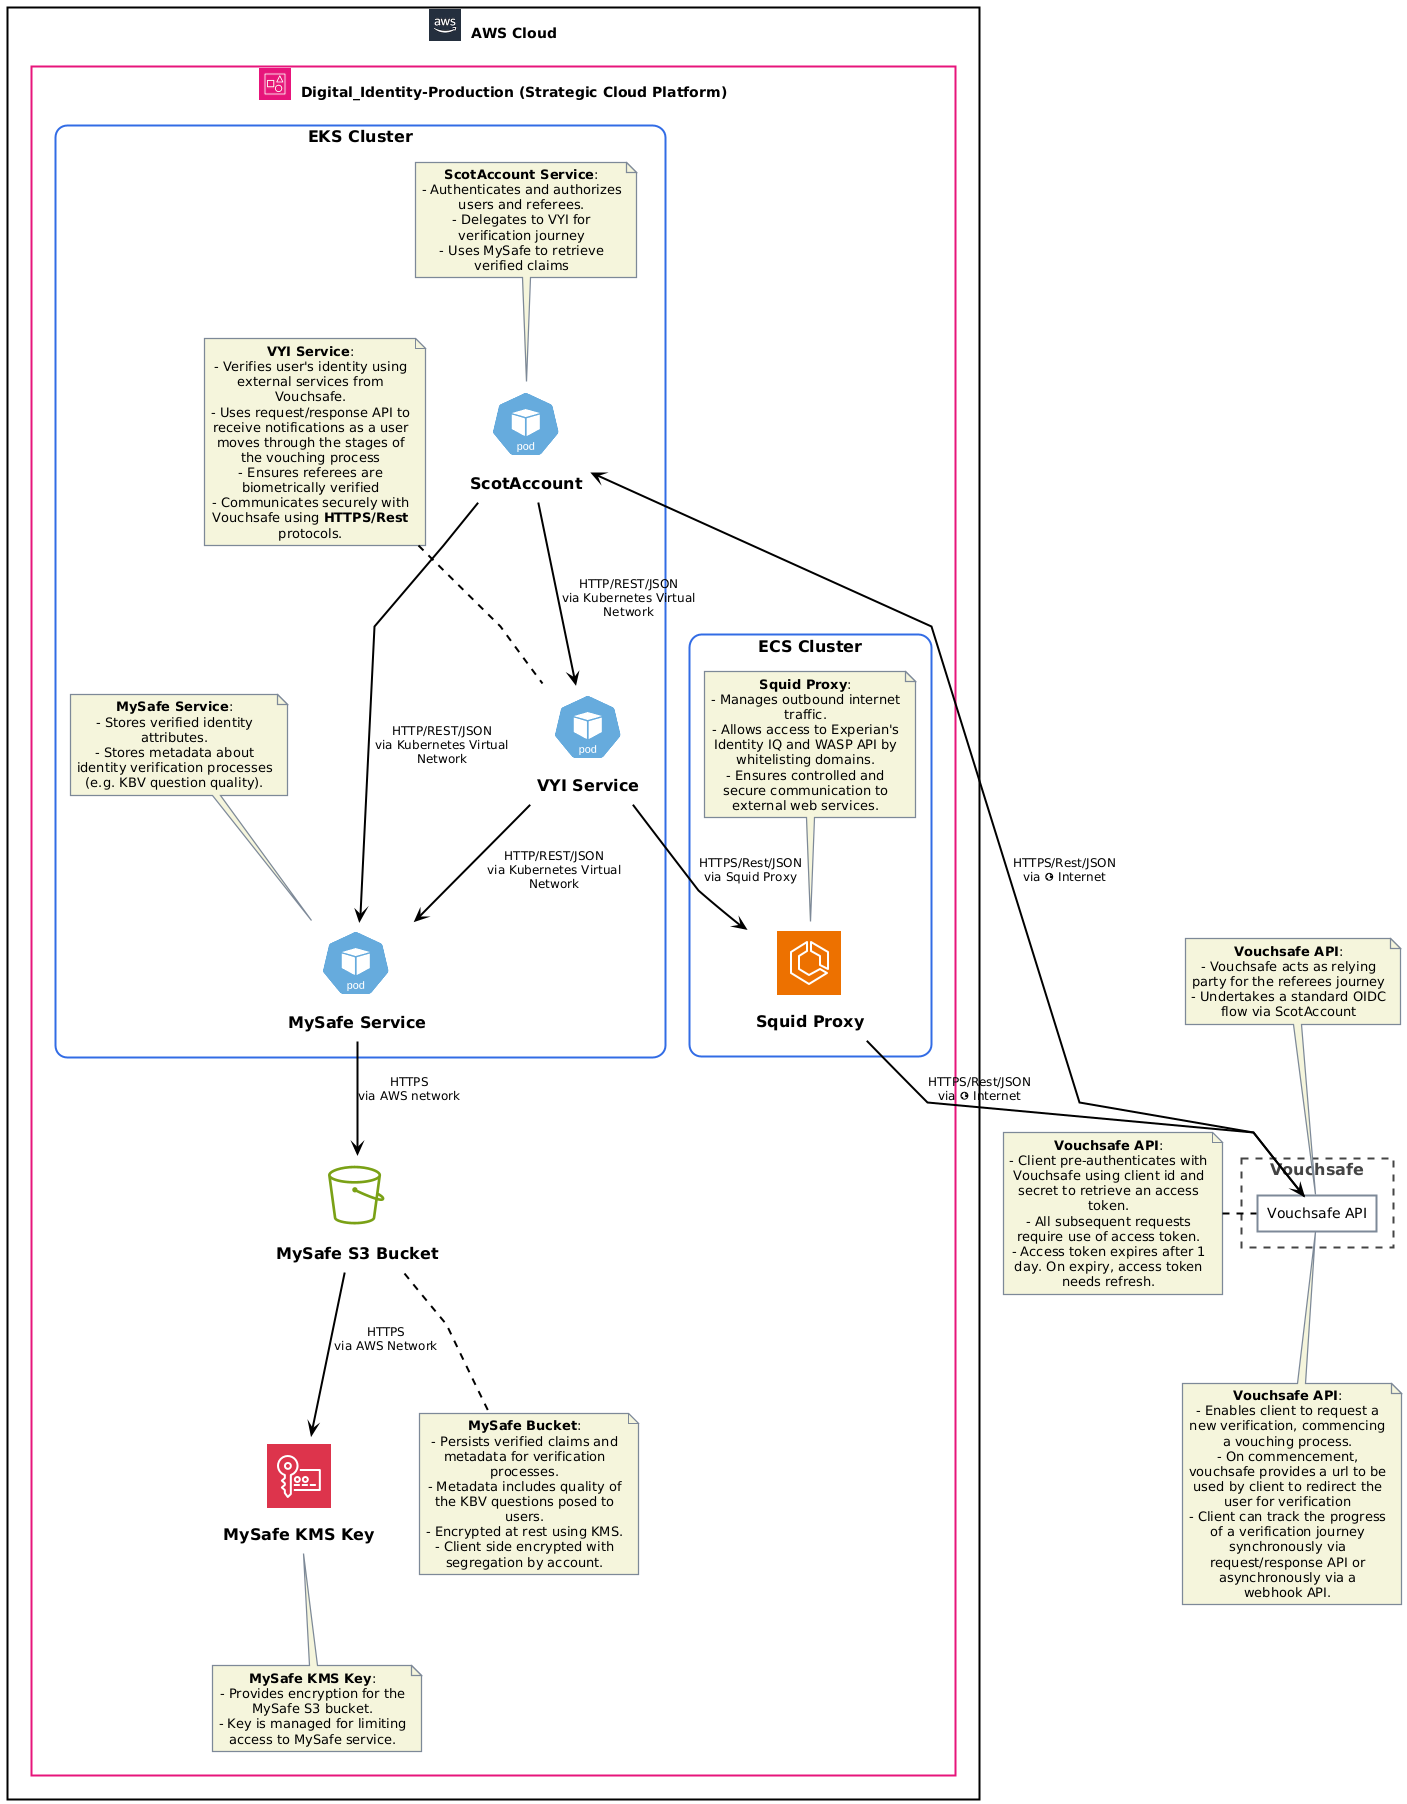 aws
AWS Cloud
Digital_Identity-Production (Strategic Cloud Platform)
EKS Cluster
ScotAccount Service:
- Authenticates and authorizes
users and referees.
- Delegates to VYI for
verification journey
- Uses MySafe to retrieve
verified claims
VYI Service:
- Verifies user's identity using
external services from
Vouchsafe.
- Uses request/response API to
receive notifications as a user
moves through the stages of
the vouching process
- Ensures referees are
biometrically verified
- Communicates securely with
Vouchsafe using HTTPS/Rest
protocols.
pod
ScotAccount
HTTP/REST/JSON
via Kubernetes Virtual
Network
ECS Cluster
Squid Proxy:
- Manages outbound internet
traffic.
- Allows access to Experian's
Identity IQ and WASP API by
whitelisting domains.
- Ensures controlled and
secure communication to
external web services.
MySafe Service:
- Stores verified identity
attributes.
- Stores metadata about
identity verification processes
(e.g. KBV question quality).
HTTP/REST/JSON
via Kubernetes Virtual
Network
pod
VYI Service
HTTP/REST/JSON
via Kubernetes Virtual
Network
HTTPS/Rest/JSON
via Squid Proxy
HTTPS/Rest/JSON
via Internet
pod
MySafe Service
Squid Proxy
Vouchsafe API:
- Vouchsafe acts as relying
party for the referees journey
- Undertakes a standard OIDC
flow via ScotAccount
HTTPS
via AWS network
HTTPS/Rest/JSON
via Internet
Vouchsafe API:
- Client pre-authenticates with
Vouchsafe using client id and
secret to retrieve an access
token.
- All subsequent requests
require use of access token.
- Access token expires after 1
day. On expiry, access token
needs refresh.
Vouchsafe
Vouchsafe API
MySafe S3 Bucket
HTTPS
via AWS Network
MySafe Bucket:
- Persists verified claims and
metadata for verification
processes.
- Metadata includes quality of
the KBV questions posed to
users.
- Encrypted at rest using KMS.
- Client side encrypted with
segregation by account.
Vouchsafe API:
- Enables client to request a
new verification, commencing
a vouching process.
- On commencement,
vouchsafe provides a url to be
used by client to redirect the
user for verification
- Client can track the progress
of a verification journey
synchronously via
request/response API or
asynchronously via a
webhook API.
MySafe KMS Key
MySafe KMS Key:
- Provides encryption for the
MySafe S3 bucket.
- Key is managed for limiting
access to MySafe service.